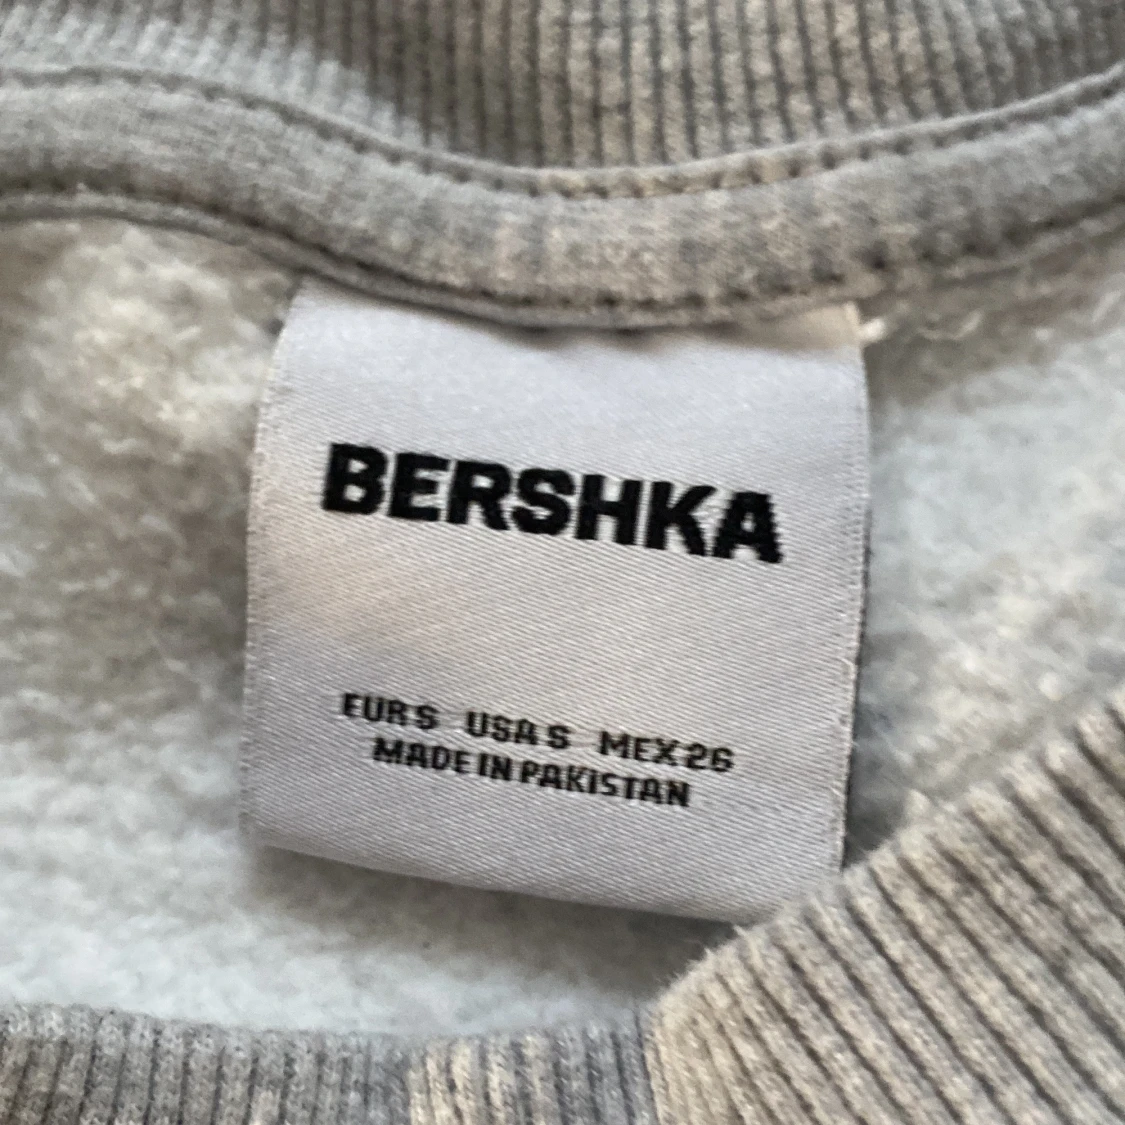 BERSHKA
EUR S USA S MEX 26
MADE IN PAKISTAN